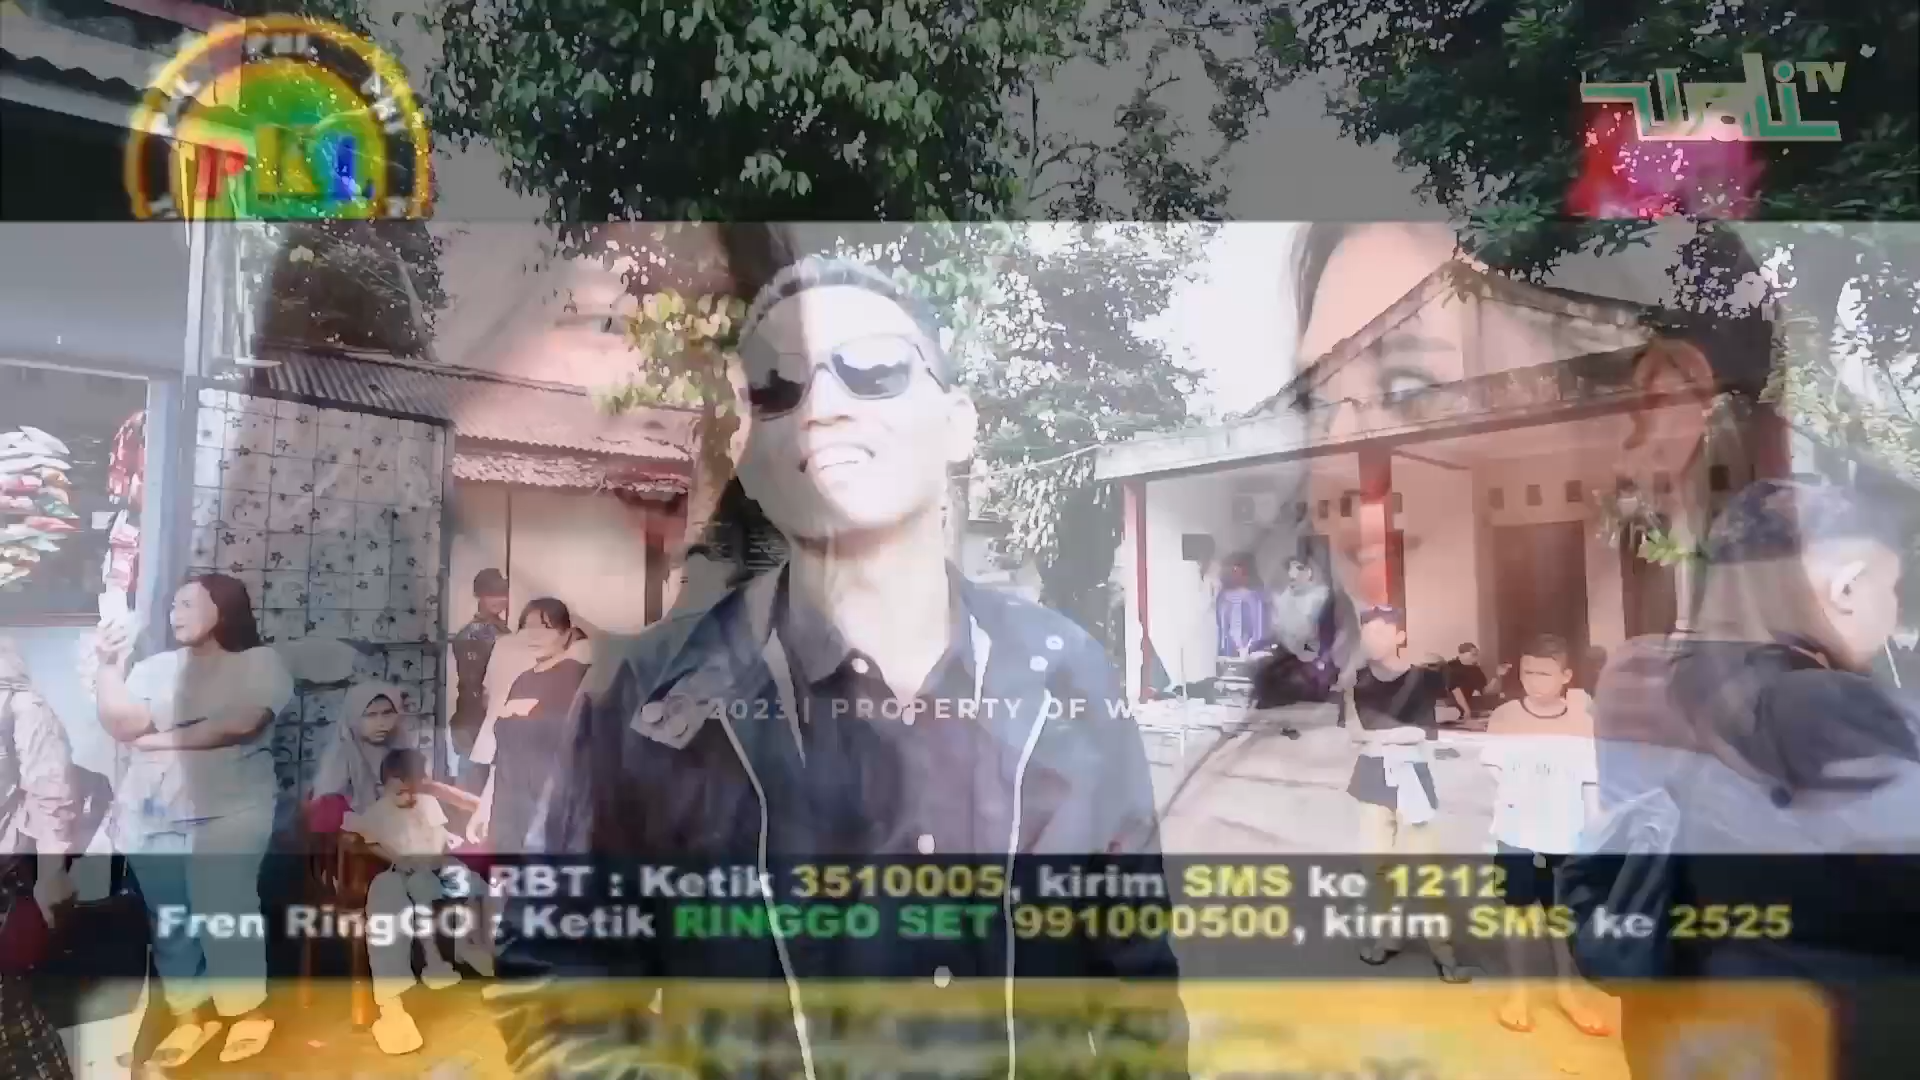 Wali TV
© 2023 | PROPERTY OF W
3 RBT : Ketik 3510005, kirim SMS ke 1212
Fren RingGO : Ketik RINGGO SET 991000500, kirim SMS ke 2525